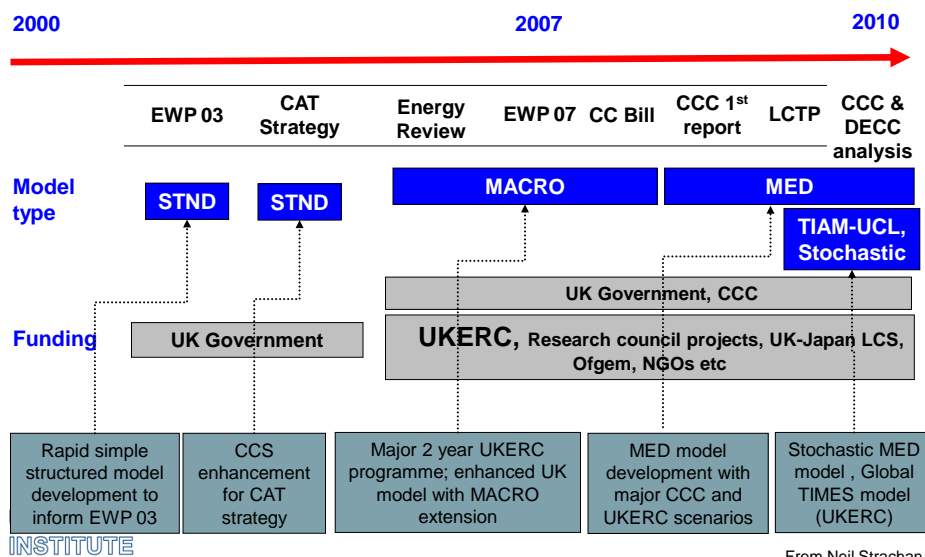 2000 2007 2010
EWP 03
CAT
Strategy
Energy
Review
EWP 07
CC Bill
CCC 1st
report
LCTP
CCC &
DECC
analysis
Model
type
STND
STND
MACRO
MED
TIAM-UCL,
Stochastic
UK Government, CCC
Funding
UK Government
UKERC, Research council projects, UK-Japan LCS,
Ofgem, NGOs etc
Rapid simple
structured model
development to
inform EWP 03
CCS
enhancement
for CAT
strategy
Major 2 year UKERC
programme; enhanced UK
model with MACRO
extension
MED model
development with
major CCC and
UKERC scenarios
Stochastic MED
model , Global
TIMES model
(UKERC)
INSTITUTE
From Neil Strachan